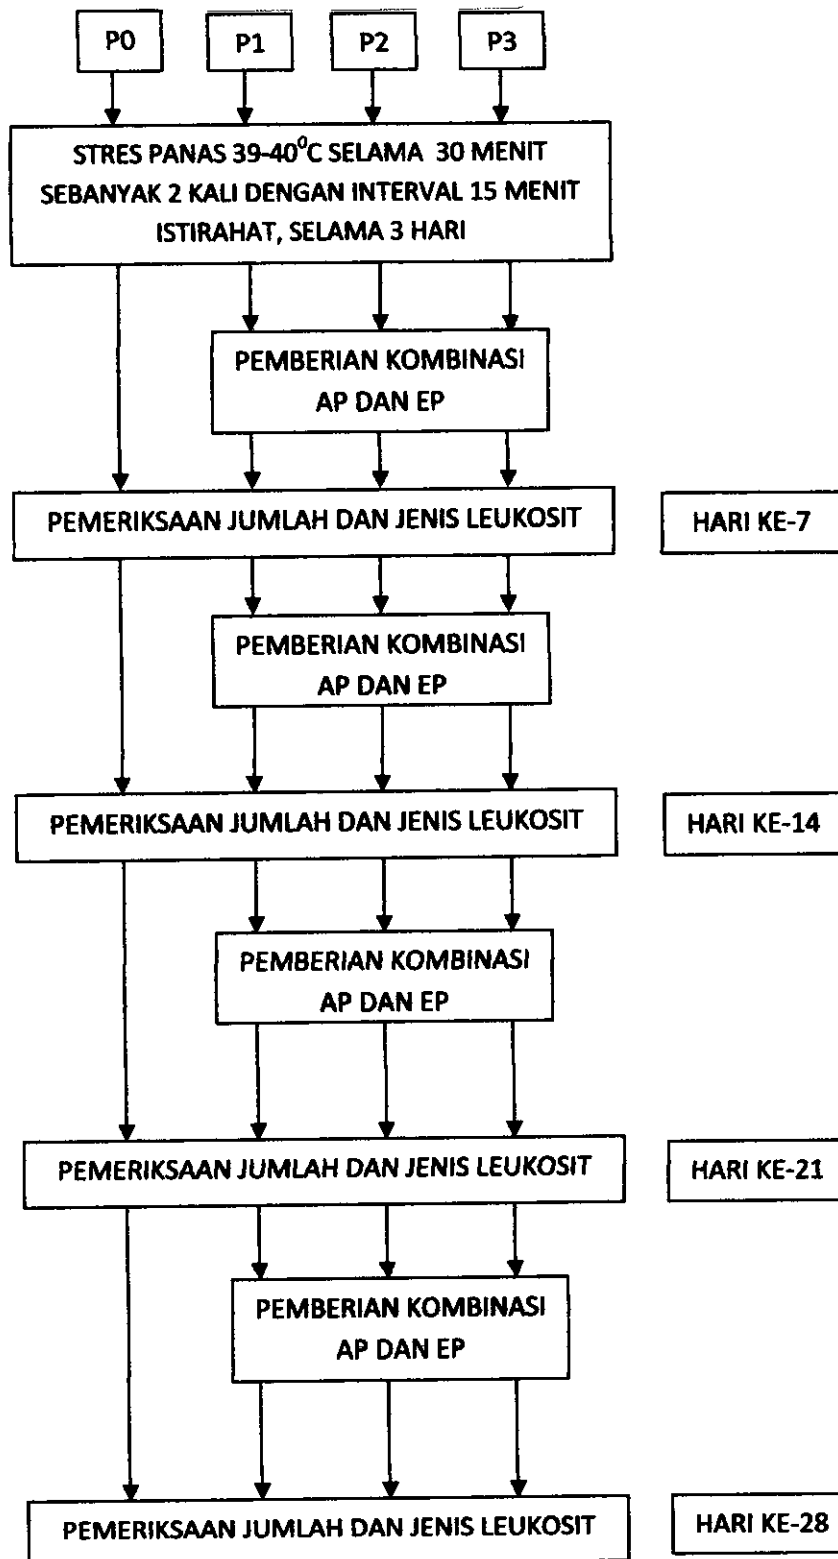 P0
P1
P2
P3
STRES PANAS 39-40⁰C SELAMA 30 MENIT
SEBANYAK 2 KALI DENGAN INTERVAL 15 MENIT
ISTIRAHAT, SELAMA 3 HARI
PEMBERIAN KOMBINASI
AP DAN EP
PEMERIKSAAN JUMLAH DAN JENIS LEUKOSIT
HARI KE-7
PEMBERIAN KOMBINASI
AP DAN EP
PEMERIKSAAN JUMLAH DAN JENIS LEUKOSIT
HARI KE-14
PEMBERIAN KOMBINASI
AP DAN EP
PEMERIKSAAN JUMLAH DAN JENIS LEUKOSIT
HARI KE-21
PEMBERIAN KOMBINASI
AP DAN EP
PEMERIKSAAN JUMLAH DAN JENIS LEUKOSIT
HARI KE-28